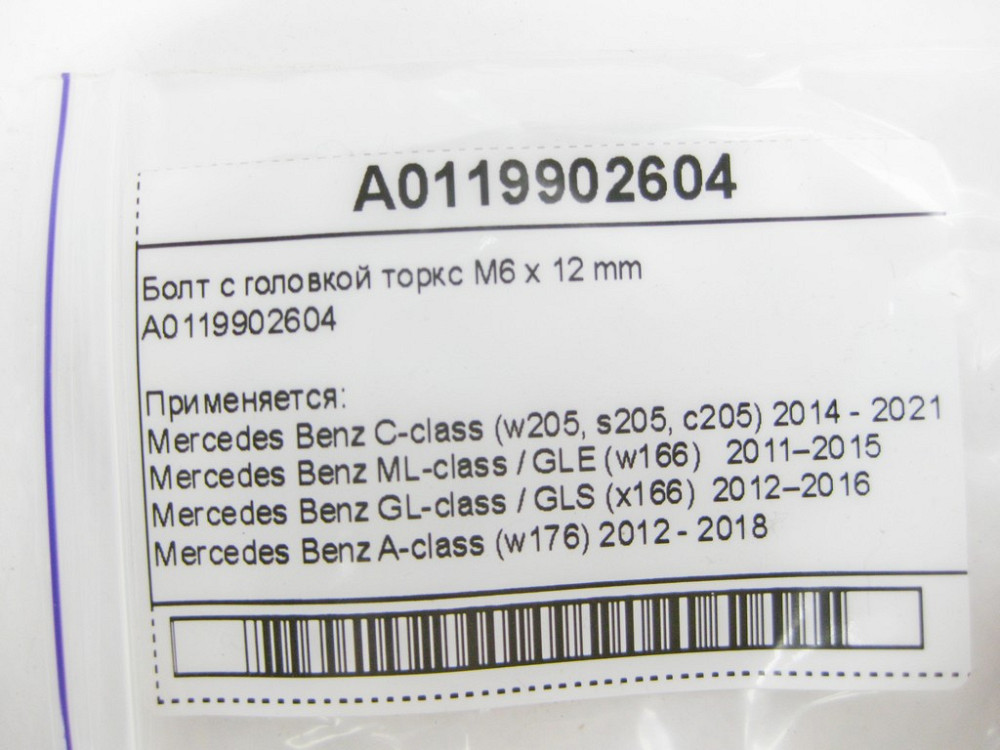 A0119902604
Болт с головкой торкс M6 x 12 mm
A0119902604
Применяется:
Mercedes Benz C-class (w205, s205, c205) 2014 - 2021
Mercedes Benz ML-class / GLE (w166) 2011–2015
Mercedes Benz GL-class / GLS (x166) 2012–2016
Mercedes Benz A-class (w176) 2012 - 2018